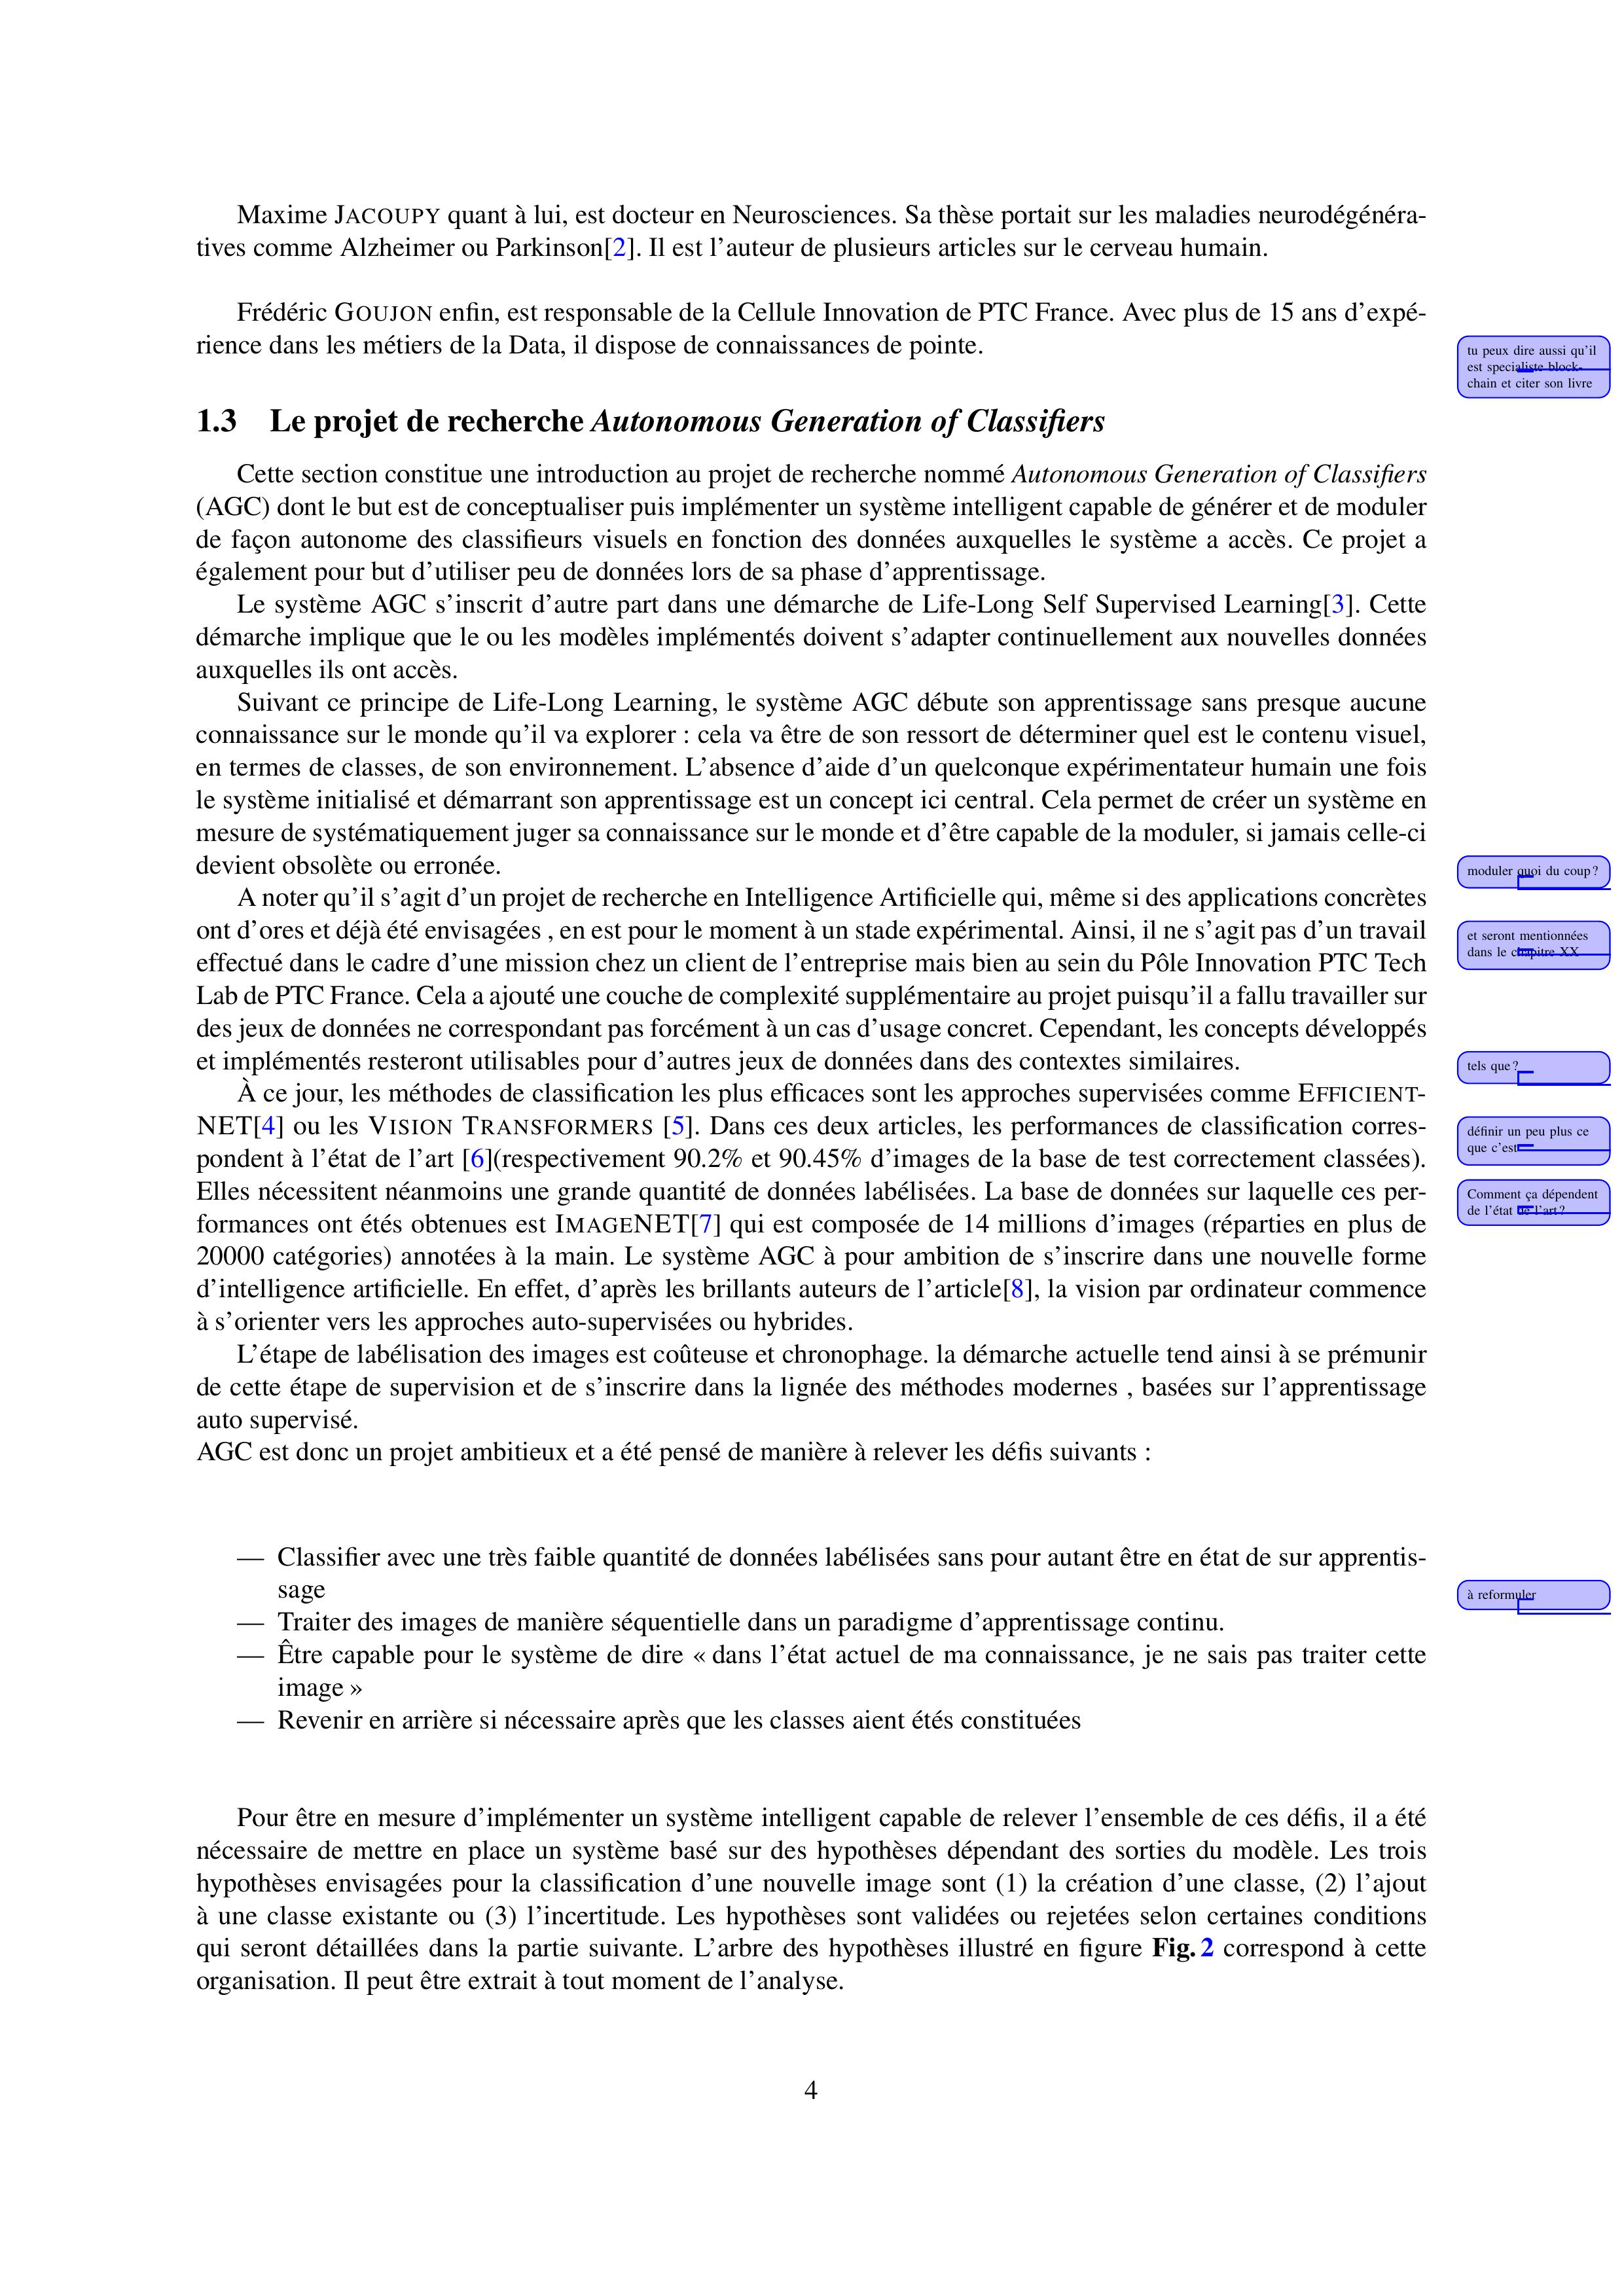 Maxime JACOUPY quant à lui, est docteur en Neurosciences. Sa thèse portait sur les maladies neurodégénéra-
tives comme Alzheimer ou Parkinson[2]. Il est l'auteur de plusieurs articles sur le cerveau humain.
Frédéric GOUJON enfin, est responsable de la Cellule Innovation de PTC France. Avec plus de 15 ans d'expé-
rience dans les métiers de la Data, il dispose de connaissances de pointe.
tu peux dire aussi qu'il
est specialiste block-
chain et citer son livre
1.3 Le projet de recherche Autonomous Generation of Classifiers
Cette section constitue une introduction au projet de recherche nommé Autonomous Generation of Classifiers
(AGC) dont le but est de conceptualiser puis implémenter un système intelligent capable de générer et de moduler
de façon autonome des classifieurs visuels en fonction des données auxquelles le système a accès. Ce projet a
également pour but d'utiliser peu de données lors de sa phase d'apprentissage.
Le système AGC s'inscrit d'autre part dans une démarche de Life-Long Self Supervised Learning[3]. Cette
démarche implique que le ou les modèles implémentés doivent s'adapter continuellement aux nouvelles données
auxquelles ils ont accès.
Suivant ce principe de Life-Long Learning, le système AGC débute son apprentissage sans presque aucune
connaissance sur le monde qu'il va explorer : cela va être de son ressort de déterminer quel est le contenu visuel,
en termes de classes, de son environnement. L'absence d'aide d'un quelconque expérimentateur humain une fois
le système initialisé et démarrant son apprentissage est un concept ici central. Cela permet de créer un système en
mesure de systématiquement juger sa connaissance sur le monde et d'être capable de la moduler, si jamais celle-ci
devient obsolète ou erronée.
moduler quoi du coup ?
A noter qu'il s'agit d'un projet de recherche en Intelligence Artificielle qui, même si des applications concrètes
ont d'ores et déjà été envisagées , en est pour le moment à un stade expérimental. Ainsi, il ne s'agit pas d'un travail
effectué dans le cadre d'une mission chez un client de l'entreprise mais bien au sein du Pôle Innovation PTC Tech
Lab de PTC France. Cela a ajouté une couche de complexité supplémentaire au projet puisqu'il a fallu travailler sur
des jeux de données ne correspondant pas forcément à un cas d'usage concret. Cependant, les concepts développés
et implémentés resteront utilisables pour d'autres jeux de données dans des contextes similaires.
et seront mentionnées
dans le chapitre XX
tels que ?
À ce jour, les méthodes de classification les plus efficaces sont les approches supervisées comme EFFICIENT-
NET[4] ou les VISION TRANSFORMERS [5]. Dans ces deux articles, les performances de classification corres-
pondent à l'état de l'art [6](respectivement 90.2% et 90.45% d'images de la base de test correctement classées).
Elles nécessitent néanmoins une grande quantité de données labélisées. La base de données sur laquelle ces per-
formances ont étés obtenues est IMAGENET[7] qui est composée de 14 millions d'images (réparties en plus de
20000 catégories) annotées à la main. Le système AGC à pour ambition de s'inscrire dans une nouvelle forme
d'intelligence artificielle. En effet, d'après les brillants auteurs de l'article[8], la vision par ordinateur commence
à s'orienter vers les approches auto-supervisées ou hybrides.
définir un peu plus ce
que c'est
Comment ça dépendent
de l'état de l'art ?
L'étape de labélisation des images est coûteuse et chronophage. la démarche actuelle tend ainsi à se prémunir
de cette étape de supervision et de s'inscrire dans la lignée des méthodes modernes , basées sur l'apprentissage
auto supervisé.
AGC est donc un projet ambitieux et a été pensé de manière à relever les défis suivants :
— Classifier avec une très faible quantité de données labélisées sans pour autant être en état de sur apprentis-
sage
— Traiter des images de manière séquentielle dans un paradigme d'apprentissage continu.
— Être capable pour le système de dire « dans l'état actuel de ma connaissance, je ne sais pas traiter cette
image »
— Revenir en arrière si nécessaire après que les classes aient étés constituées
à reformuler
Pour être en mesure d'implémenter un système intelligent capable de relever l'ensemble de ces défis, il a été
nécessaire de mettre en place un système basé sur des hypothèses dépendant des sorties du modèle. Les trois
hypothèses envisagées pour la classification d'une nouvelle image sont (1) la création d'une classe, (2) l'ajout
à une classe existante ou (3) l'incertitude. Les hypothèses sont validées ou rejetées selon certaines conditions
qui seront détaillées dans la partie suivante. L'arbre des hypothèses illustré en figure Fig. 2 correspond à cette
organisation. Il peut être extrait à tout moment de l'analyse.
4